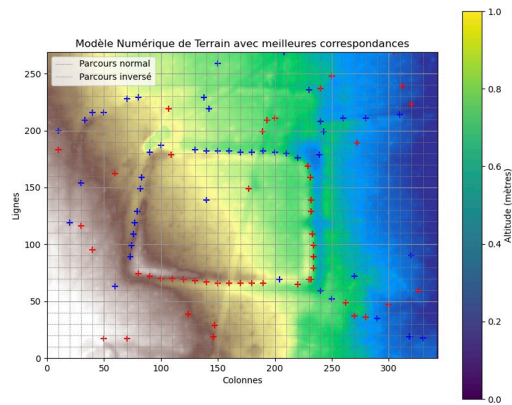 Modèle Numérique de Terrain avec meilleures correspondances
Parcours normal
Parcours inversé
250
200
150
100
50
0
Lignes
0 50 100 150 200 250 300
Colonnes
1.0
0.8
0.6
0.4
0.2
0.0
Altitude (mètres)